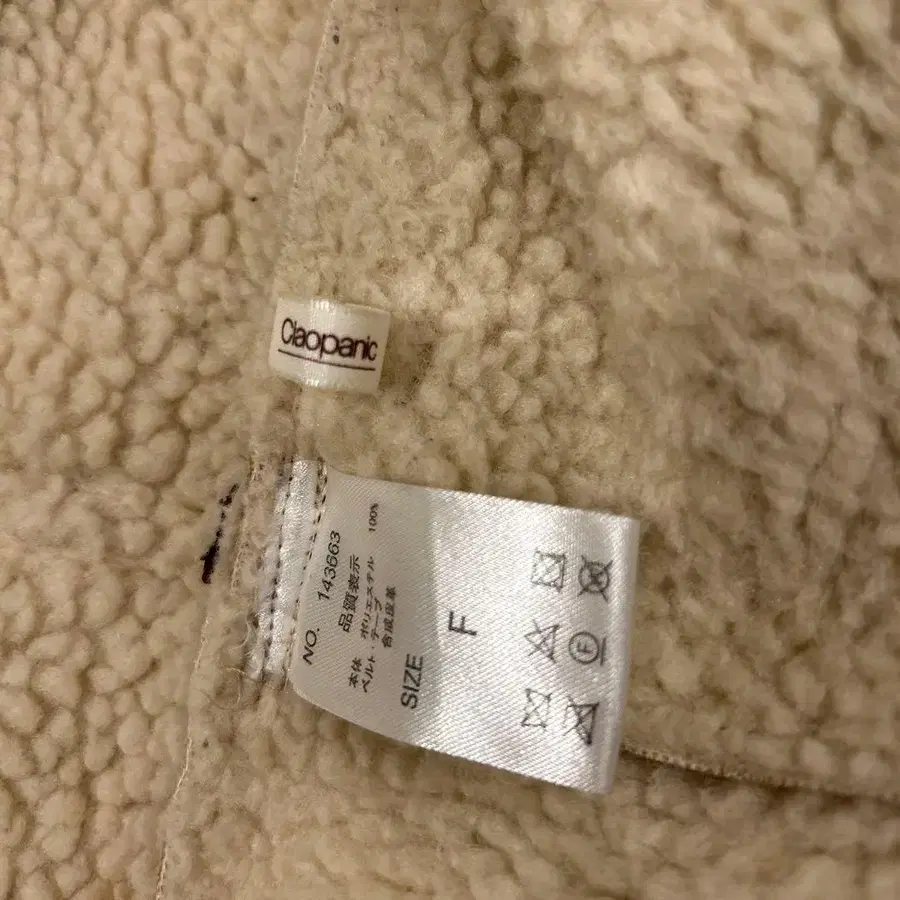 Ciaopanic
NO. 143663
品質表示
本体 ポリエステル 100%
ベルト・テープ
合成皮革
SIZE F
F